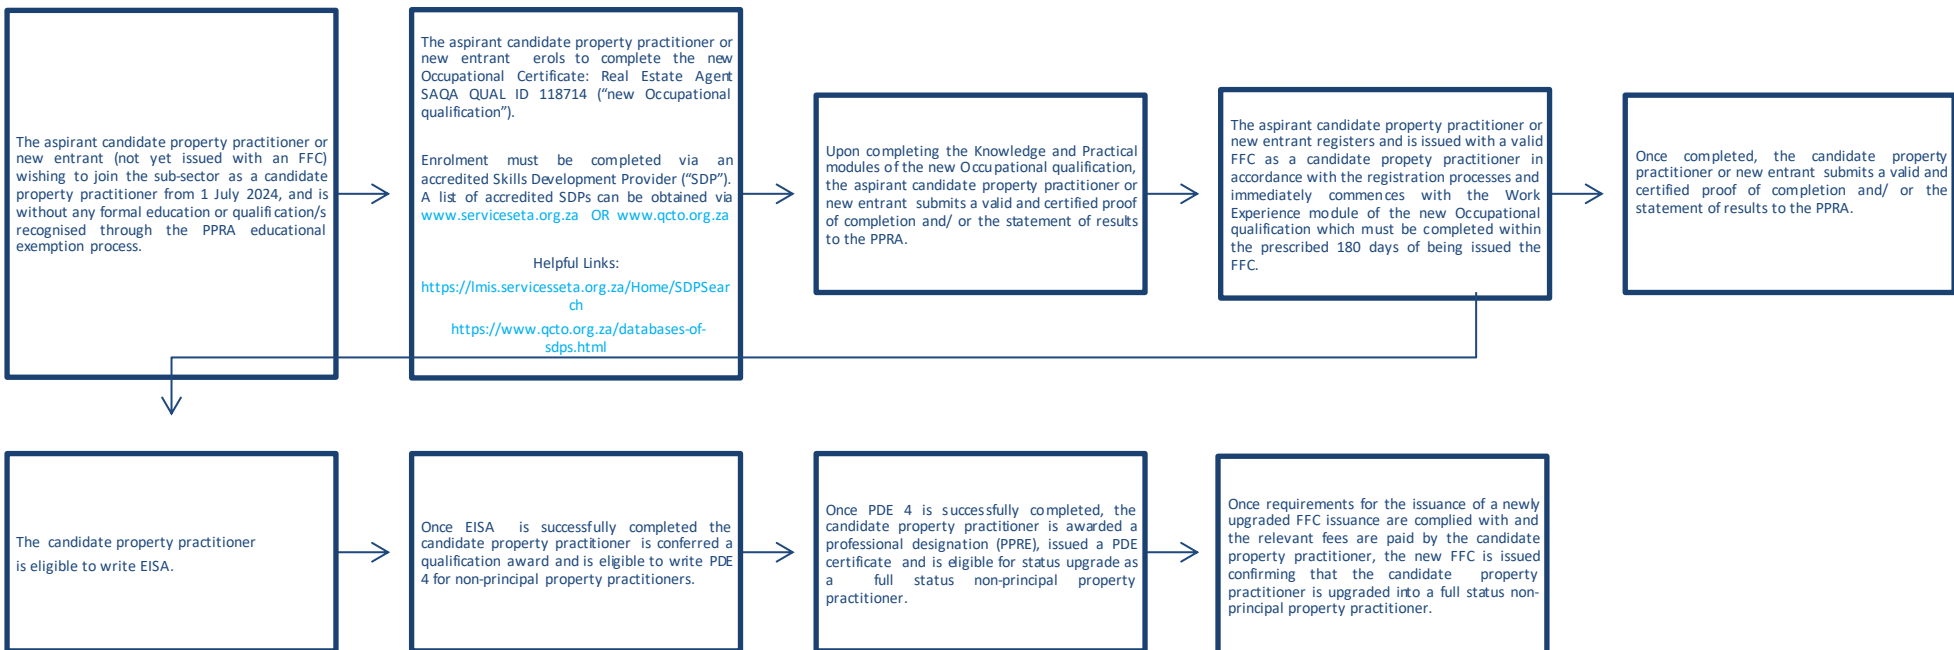 The aspirant candidate property practitioner or
new entrant (not yet issued with an FFC)
wishing to join the sub-sector as a candidate
property practitioner from 1 July 2024, and is
without any formal education or qualification/s
recognised through the PPRA educational
exemption process.
The aspirant candidate property practitioner or
new entrant erols to complete the new
Occupational Certificate: Real Estate Agent
SAQA QUAL ID 118714 (“new Occupational
qualification”).
Enrolment must be completed via an
accredited Skills Development Provider (“SDP”).
A list of accredited SDPs can be obtained via
www.serviceseta.org.za OR www.qcto.org.za
Helpful Links:
https://lmis.servicesseta.org.za/Home/SDPSear
ch
https://www.qcto.org.za/databases-of-
sdps.html
Upon completing the Knowledge and Practical
modules of the new Occupational qualification,
the aspirant candidate property practitioner or
new entrant submits a valid and certified proof
of completion and/ or the statement of results
to the PPRA.
The aspirant candidate property practitioner or
new entrant registers and is issued with a valid
FFC as a candidate propety practitioner in
accordance with the registration processes and
immediately commences with the Work
Experience module of the new Occupational
qualification which must be completed within
the prescribed 180 days of being issued the
FFC.
Once completed, the candidate property
practitioner or new entrant submits a valid and
certified proof of completion and/ or the
statement of results to the PPRA.
The candidate property practitioner
is eligible to write EISA.
Once EISA is successfully completed the
candidate property practitioner is conferred a
qualification award and is eligible to write PDE
4 for non-principal property practitioners.
Once PDE 4 is successfully completed, the
candidate property practitioner is awarded a
professional designation (PPRE), issued a PDE
certificate and is eligible for status upgrade as
a full status non-principal property
practitioner.
Once requirements for the issuance of a newly
upgraded FFC issuance are complied with and
the relevant fees are paid by the candidate
property practitioner, the new FFC is issued
confirming that the candidate property
practitioner is upgraded into a full status non-
principal property practitioner.